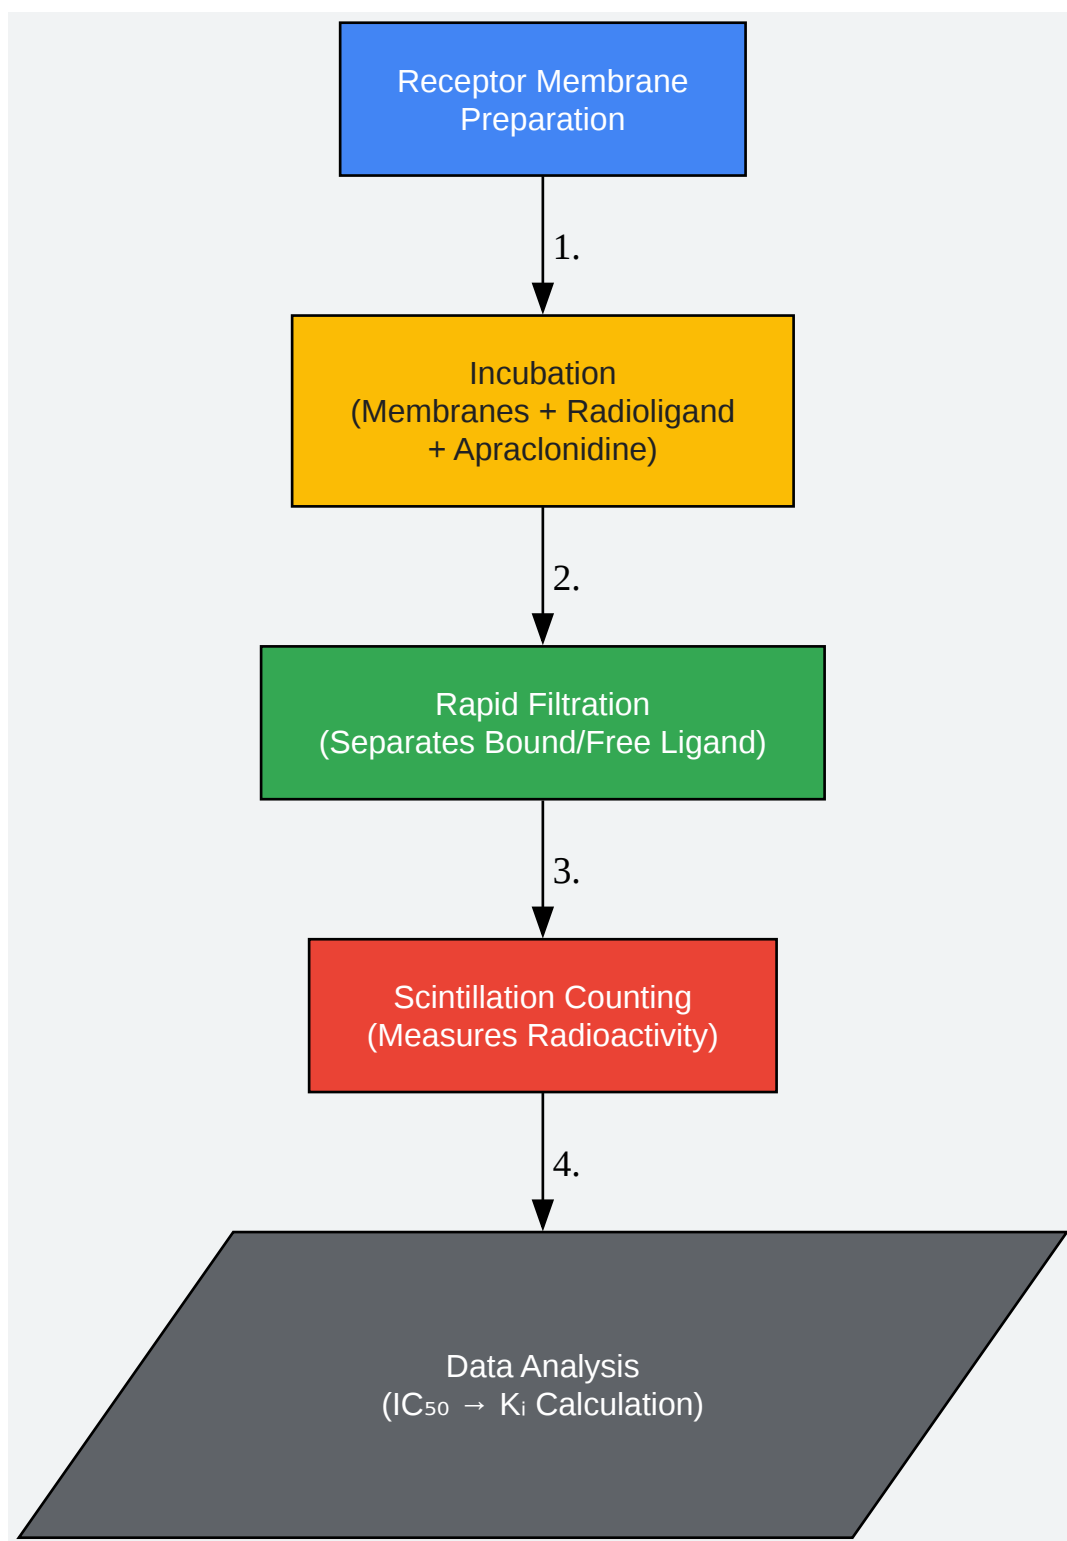 Receptor Membrane
Preparation
1.
Incubation
(Membranes + Radioligand
+ Apraclonidine)
2.
Rapid Filtration
(Separates Bound/Free Ligand)
3.
Scintillation Counting
(Measures Radioactivity)
4.
Data Analysis
(IC₅₀ → Kᵢ Calculation)